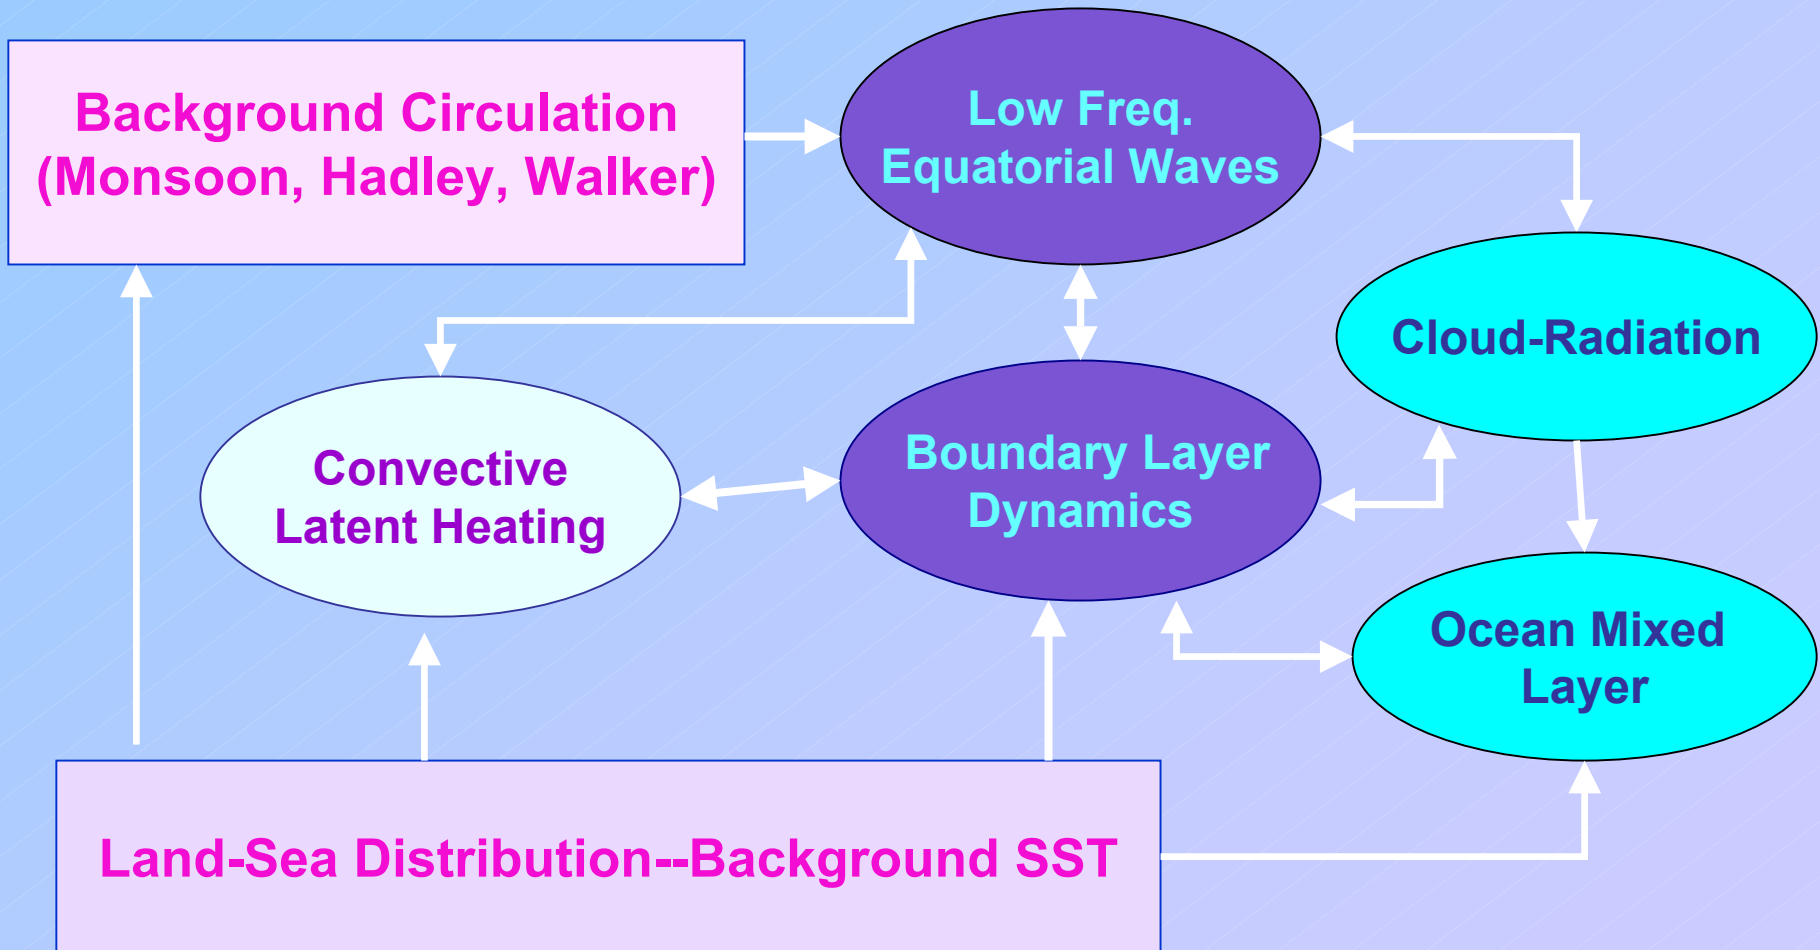 Background Circulation
(Monsoon, Hadley, Walker)
Low Freq.
Equatorial Waves
Cloud-Radiation
Convective
Latent Heating
Boundary Layer
Dynamics
Ocean Mixed
Layer
Land-Sea Distribution--Background SST